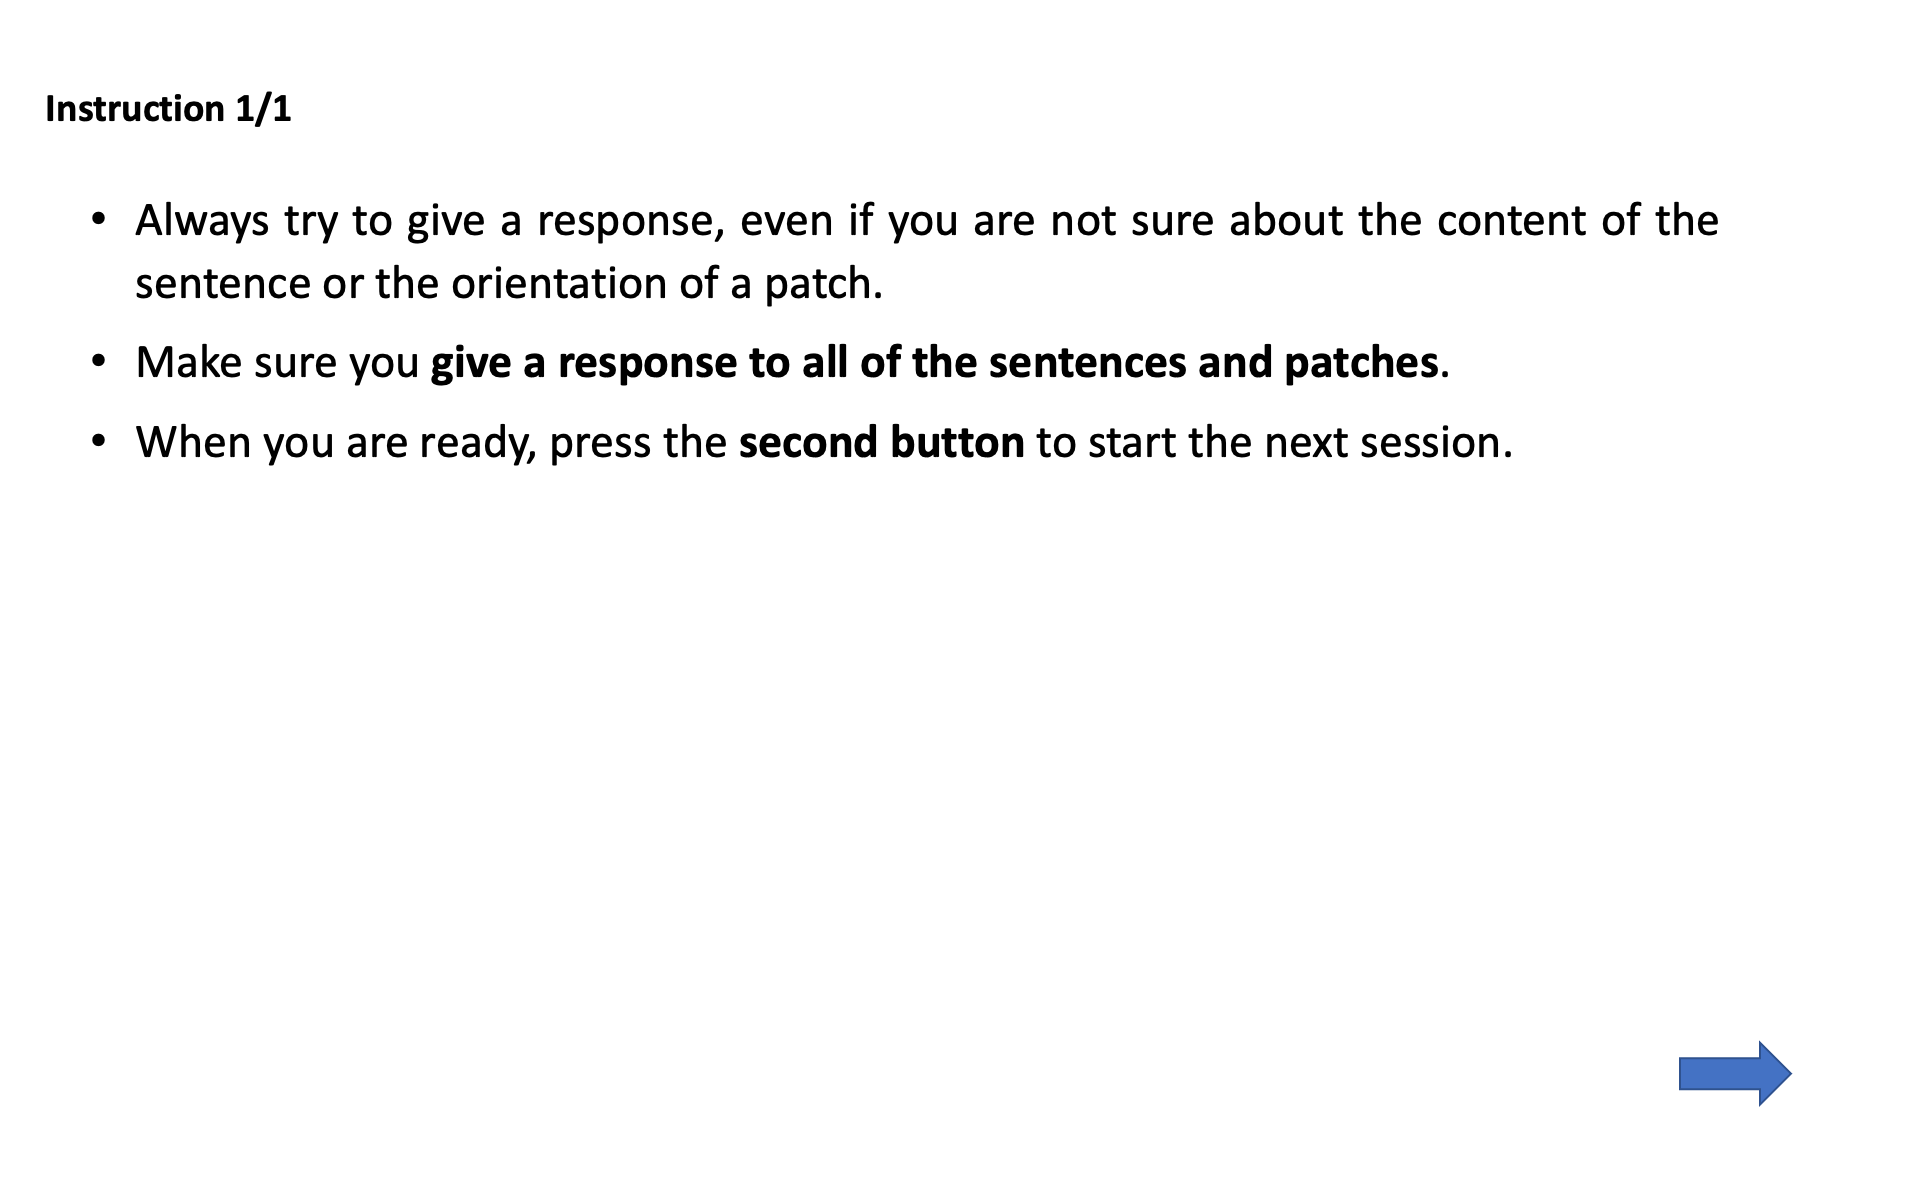 Instruction 1/1
• Always try to give a response, even if you are not sure about the content of the
sentence or the orientation of a patch.
• Make sure you give a response to all of the sentences and patches.
• When you are ready, press the second button to start the next session.